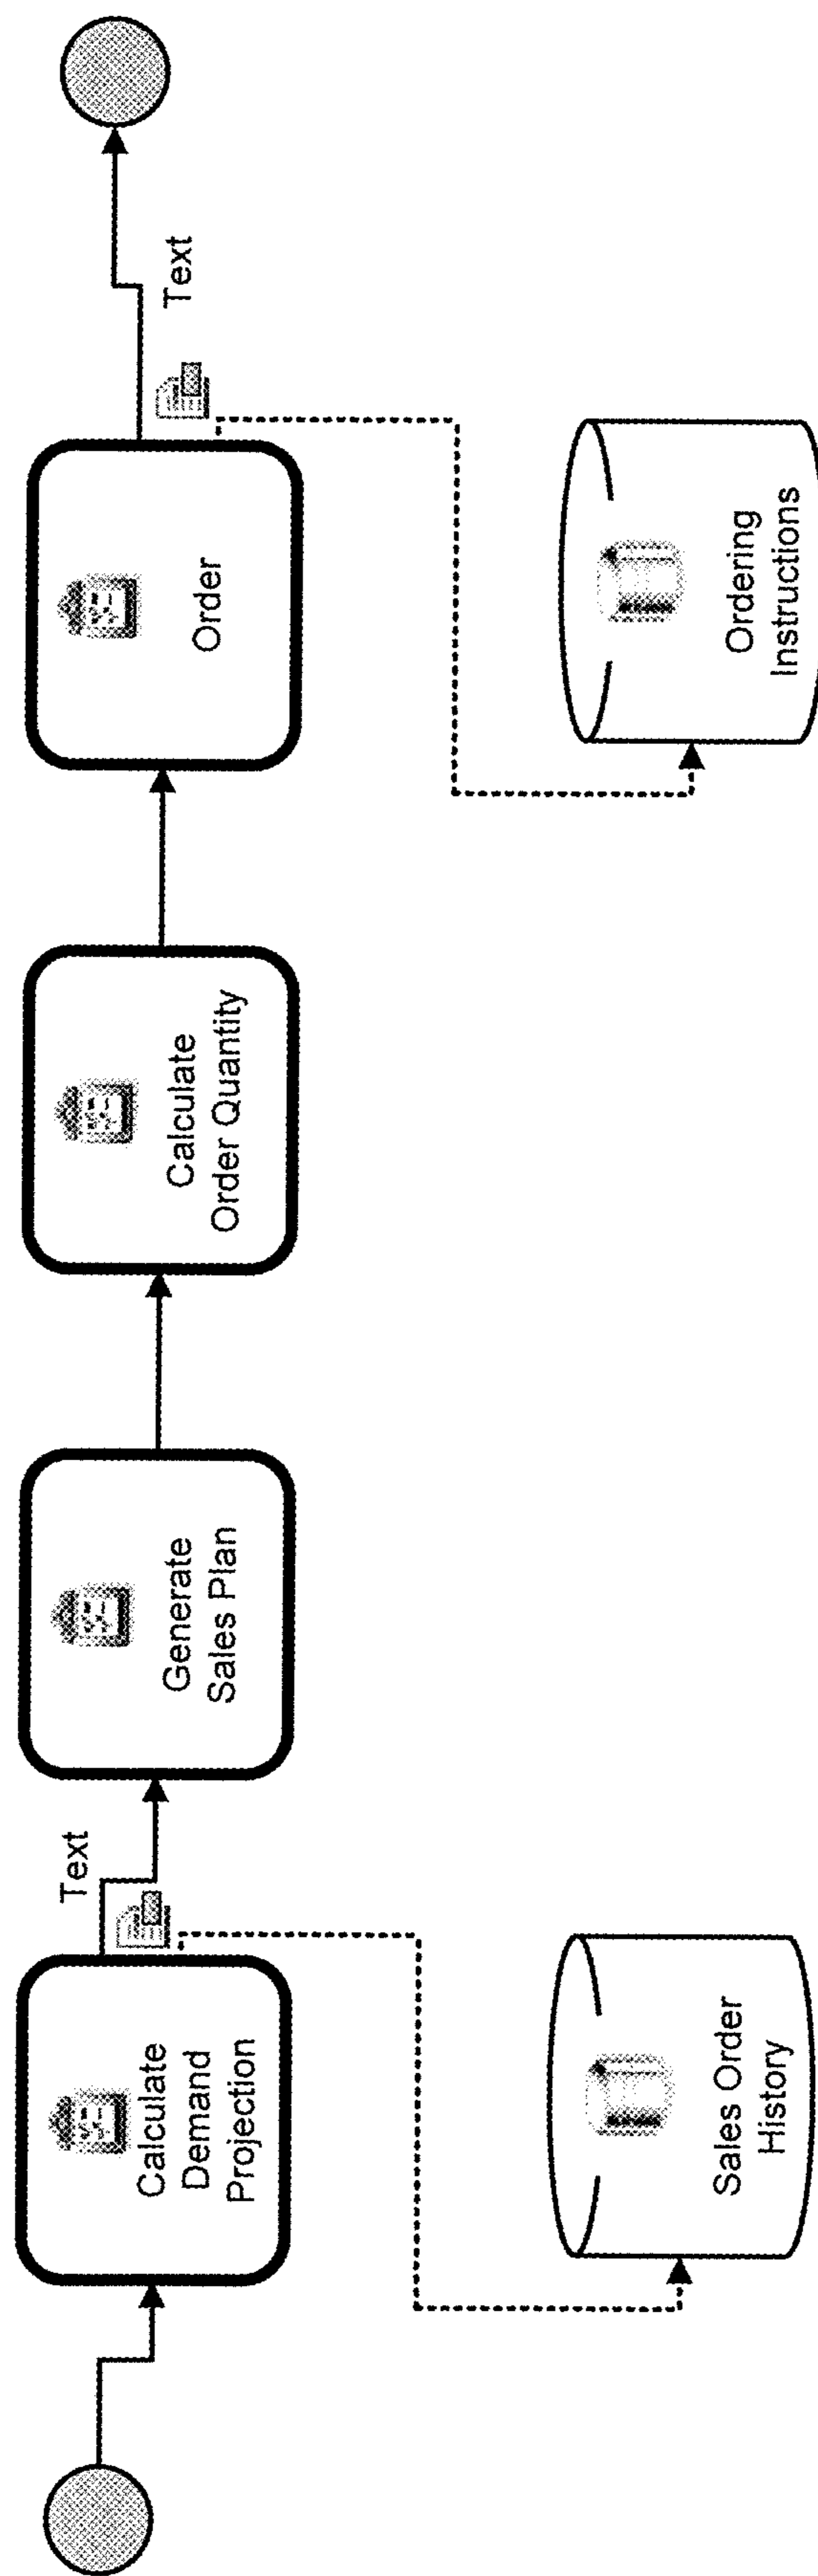 Calculate
Demand
Projection
Text
Generate
Sales Plan
Calculate
Order Quantity
Order
Text
Sales Order
History
Ordering
Instructions